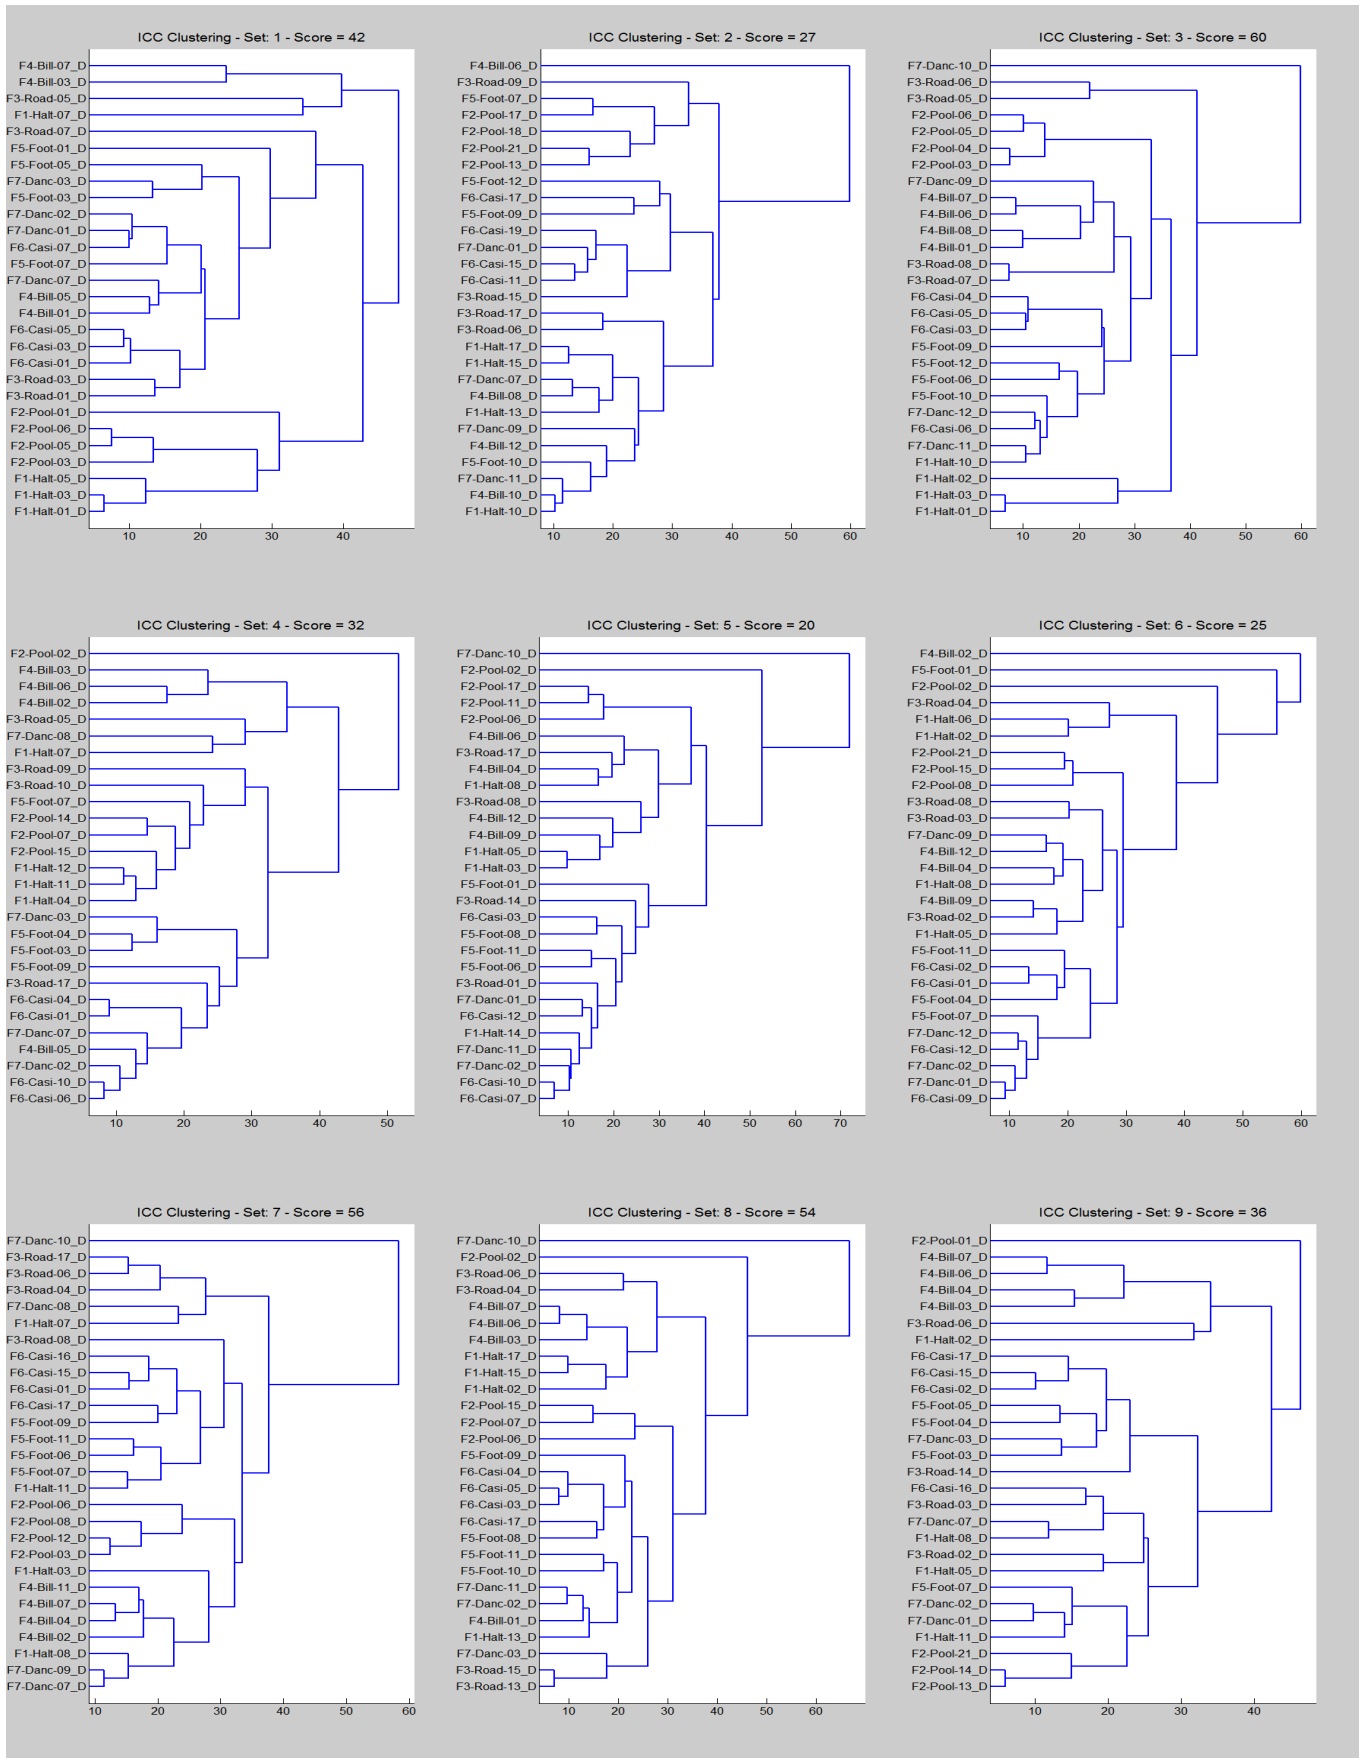 ICC Clustering - Set: 1 - Score = 42
F4-Bill-07_D
F4-Bill-03_D
F3-Road-05_D
F1-Halt-07_D
F3-Road-07_D
F5-Foot-01_D
F5-Foot-05_D
F7-Danc-03_D
F5-Foot-03_D
F7-Danc-02_D
F7-Danc-01_D
F6-Casi-07_D
F5-Foot-07_D
F7-Danc-07_D
F4-Bill-05_D
F4-Bill-01_D
F6-Casi-05_D
F6-Casi-03_D
F6-Casi-01_D
F3-Road-03_D
F3-Road-01_D
F2-Pool-01_D
F2-Pool-06_D
F2-Pool-05_D
F2-Pool-03_D
F1-Halt-05_D
F1-Halt-03_D
F1-Halt-01_D
10 20 30 40
ICC Clustering - Set: 2 - Score = 27
F4-Bill-06_D
F3-Road-09_D
F5-Foot-07_D
F2-Pool-17_D
F2-Pool-18_D
F2-Pool-21_D
F2-Pool-13_D
F5-Foot-12_D
F6-Casi-17_D
F5-Foot-09_D
F6-Casi-19_D
F7-Danc-01_D
F6-Casi-15_D
F6-Casi-11_D
F3-Road-15_D
F3-Road-17_D
F3-Road-06_D
F1-Halt-17_D
F1-Halt-15_D
F7-Danc-07_D
F4-Bill-08_D
F1-Halt-13_D
F7-Danc-09_D
F4-Bill-12_D
F5-Foot-10_D
F7-Danc-11_D
F4-Bill-10_D
F1-Halt-10_D
10 20 30 40 50 60
ICC Clustering - Set: 3 - Score = 60
F7-Danc-10_D
F3-Road-06_D
F3-Road-05_D
F2-Pool-06_D
F2-Pool-05_D
F2-Pool-04_D
F2-Pool-03_D
F7-Danc-09_D
F4-Bill-07_D
F4-Bill-06_D
F4-Bill-08_D
F4-Bill-01_D
F3-Road-08_D
F3-Road-07_D
F6-Casi-04_D
F6-Casi-05_D
F6-Casi-03_D
F5-Foot-09_D
F5-Foot-12_D
F5-Foot-06_D
F5-Foot-10_D
F7-Danc-12_D
F6-Casi-06_D
F7-Danc-11_D
F1-Halt-10_D
F1-Halt-02_D
F1-Halt-03_D
F1-Halt-01_D
10 20 30 40 50 60
ICC Clustering - Set: 4 - Score = 32
F2-Pool-02_D
F4-Bill-03_D
F4-Bill-06_D
F4-Bill-02_D
F3-Road-05_D
F7-Danc-08_D
F1-Halt-07_D
F3-Road-09_D
F3-Road-10_D
F5-Foot-07_D
F2-Pool-14_D
F2-Pool-07_D
F2-Pool-15_D
F1-Halt-12_D
F1-Halt-11_D
F1-Halt-04_D
F7-Danc-03_D
F5-Foot-04_D
F5-Foot-03_D
F5-Foot-09_D
F3-Road-17_D
F6-Casi-04_D
F6-Casi-01_D
F7-Danc-07_D
F4-Bill-05_D
F7-Danc-02_D
F6-Casi-10_D
F6-Casi-06_D
10 20 30 40 50
ICC Clustering - Set: 5 - Score = 20
F7-Danc-10_D
F2-Pool-02_D
F2-Pool-17_D
F2-Pool-11_D
F2-Pool-06_D
F4-Bill-06_D
F3-Road-17_D
F4-Bill-04_D
F1-Halt-08_D
F3-Road-08_D
F4-Bill-12_D
F4-Bill-09_D
F1-Halt-05_D
F1-Halt-03_D
F5-Foot-01_D
F3-Road-14_D
F6-Casi-03_D
F5-Foot-08_D
F5-Foot-11_D
F5-Foot-06_D
F3-Road-01_D
F7-Danc-01_D
F6-Casi-12_D
F1-Halt-14_D
F7-Danc-11_D
F7-Danc-02_D
F6-Casi-10_D
F6-Casi-07_D
10 20 30 40 50 60 70
ICC Clustering - Set: 6 - Score = 25
F4-Bill-02_D
F5-Foot-01_D
F2-Pool-02_D
F3-Road-04_D
F1-Halt-06_D
F1-Halt-02_D
F2-Pool-21_D
F2-Pool-15_D
F2-Pool-08_D
F3-Road-08_D
F3-Road-03_D
F7-Danc-09_D
F4-Bill-12_D
F4-Bill-04_D
F1-Halt-08_D
F4-Bill-09_D
F3-Road-02_D
F1-Halt-05_D
F5-Foot-11_D
F6-Casi-02_D
F6-Casi-01_D
F5-Foot-04_D
F5-Foot-07_D
F7-Danc-12_D
F6-Casi-12_D
F7-Danc-02_D
F7-Danc-01_D
F6-Casi-09_D
10 20 30 40 50 60
ICC Clustering - Set: 7 - Score = 56
F7-Danc-10_D
F3-Road-17_D
F3-Road-06_D
F3-Road-04_D
F7-Danc-08_D
F1-Halt-07_D
F3-Road-08_D
F6-Casi-16_D
F6-Casi-15_D
F6-Casi-01_D
F6-Casi-17_D
F5-Foot-09_D
F5-Foot-11_D
F5-Foot-06_D
F5-Foot-07_D
F1-Halt-11_D
F2-Pool-06_D
F2-Pool-08_D
F2-Pool-12_D
F2-Pool-03_D
F1-Halt-03_D
F4-Bill-11_D
F4-Bill-07_D
F4-Bill-04_D
F4-Bill-02_D
F1-Halt-08_D
F7-Danc-09_D
F7-Danc-07_D
10 20 30 40 50 60
ICC Clustering - Set: 8 - Score = 54
F7-Danc-10_D
F2-Pool-02_D
F3-Road-06_D
F3-Road-04_D
F4-Bill-07_D
F4-Bill-06_D
F4-Bill-03_D
F1-Halt-17_D
F1-Halt-15_D
F1-Halt-02_D
F2-Pool-15_D
F2-Pool-07_D
F2-Pool-06_D
F5-Foot-09_D
F6-Casi-04_D
F6-Casi-05_D
F6-Casi-03_D
F6-Casi-17_D
F5-Foot-08_D
F5-Foot-11_D
F5-Foot-10_D
F7-Danc-11_D
F7-Danc-02_D
F4-Bill-01_D
F1-Halt-13_D
F7-Danc-03_D
F3-Road-15_D
F3-Road-13_D
10 20 30 40 50 60
ICC Clustering - Set: 9 - Score = 36
F2-Pool-01_D
F4-Bill-07_D
F4-Bill-06_D
F4-Bill-04_D
F4-Bill-03_D
F3-Road-06_D
F1-Halt-02_D
F6-Casi-17_D
F6-Casi-15_D
F6-Casi-02_D
F5-Foot-05_D
F5-Foot-04_D
F7-Danc-03_D
F5-Foot-03_D
F3-Road-14_D
F6-Casi-16_D
F3-Road-03_D
F7-Danc-07_D
F1-Halt-08_D
F3-Road-02_D
F1-Halt-05_D
F5-Foot-07_D
F7-Danc-02_D
F7-Danc-01_D
F1-Halt-11_D
F2-Pool-21_D
F2-Pool-14_D
F2-Pool-13_D
10 20 30 40